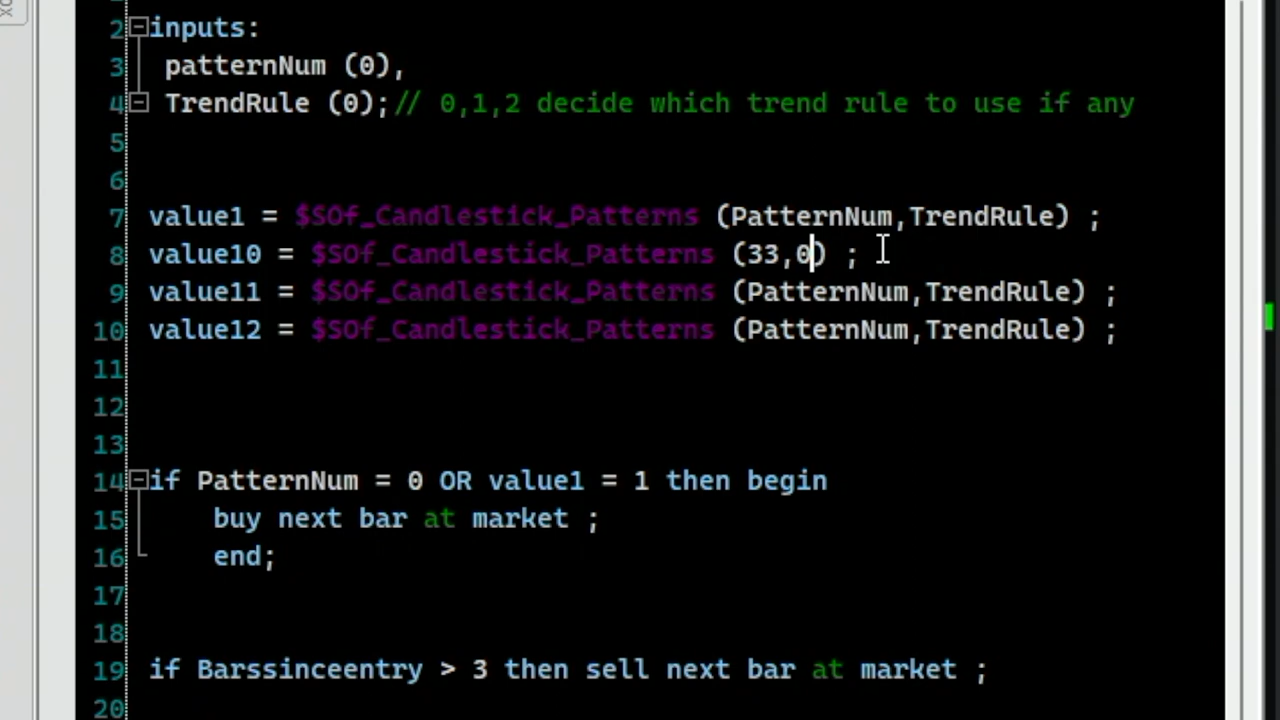 2 inputs:
3 patternNum (0),
4 TrendRule (0);// 0,1,2 decide which trend rule to use if any
5
6
7 value1 = $SOf_Candlestick_Patterns (PatternNum,TrendRule) ;
8 value10 = $SOf_Candlestick_Patterns (33,0) ;
9 value11 = $SOf_Candlestick_Patterns (PatternNum,TrendRule) ;
10 value12 = $SOf_Candlestick_Patterns (PatternNum,TrendRule) ;
11
12
13
14 if PatternNum = 0 OR value1 = 1 then begin
15 buy next bar at market ;
16 end;
17
18
19 if Barssinceentry > 3 then sell next bar at market ;
20